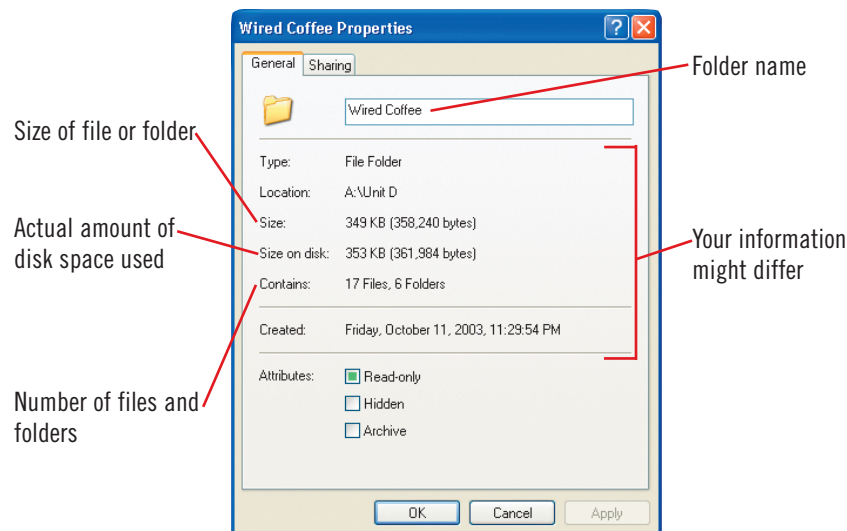 Wired Coffee Properties
General Sharing
Folder name
Wired Coffee
Size of file or folder
Type: File Folder
Location: A:\Unit D
Size: 349 KB (358,240 bytes)
Actual amount of
disk space used
Size on disk: 353 KB (361,984 bytes)
Your information
might differ
Contains: 17 Files, 6 Folders
Created: Friday, October 11, 2003, 11:29:54 PM
Number of files and
folders
Attributes: Read-only
Hidden
Archive
OK Cancel Apply